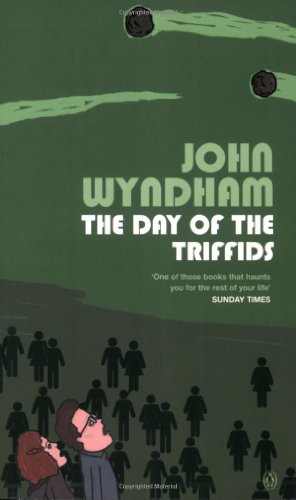 JOHN
WYNDHAM
THE DAY OF THE
TRIFFIDS
'One of those books that haunts
you for the rest of your life'
SUNDAY TIMES